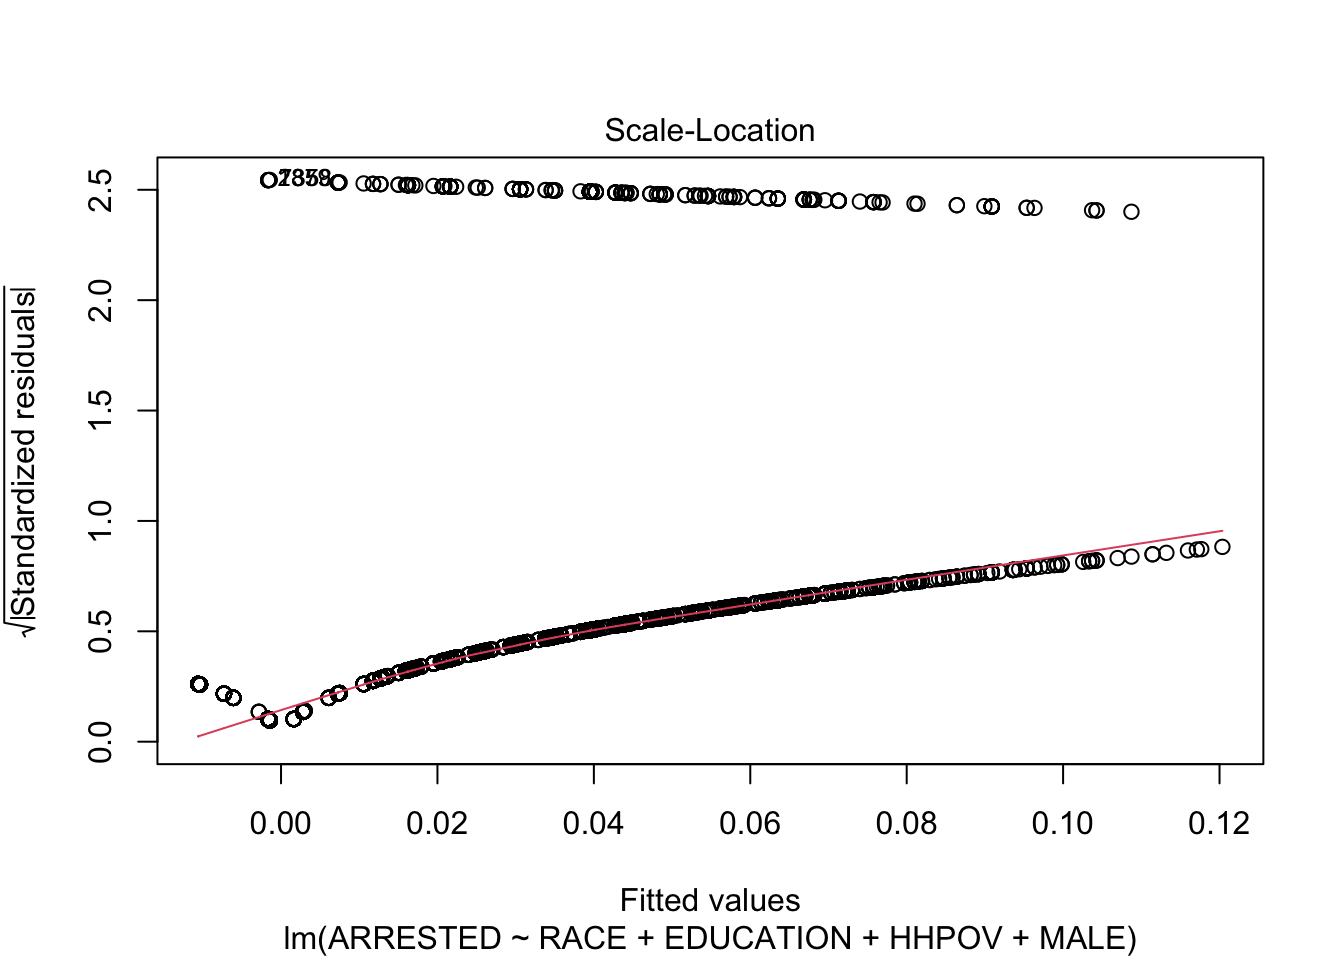 Scale-Location
√|Standardized residuals|
2.5
2.0
1.5
1.0
0.5
0.0
0.00 0.02 0.04 0.06 0.08 0.10 0.12
Fitted values
lm(ARRESTED ~ RACE + EDUCATION + HHPOV + MALE)